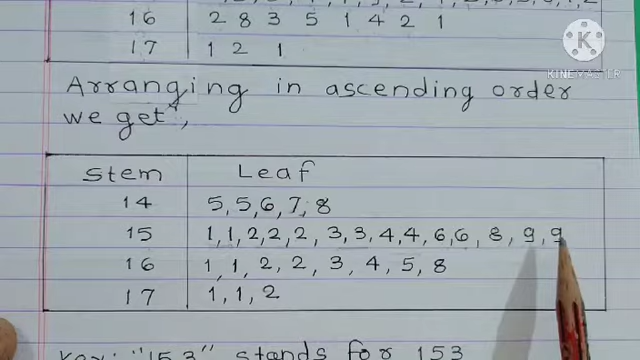 16 2 8 3 5 1 4 2 1
17 1 2 1
KINEMASTER
Arranging in ascending order
we get,
Stem Leaf
14 5, 5, 6, 7, 8
15 1, 1, 2, 2, 2, 3, 3, 4, 4, 6, 6, 8, 9, 9
16 1, 1, 2, 2, 3, 4, 5, 8
17 1, 1, 2
Key: "15 3" stands for 153